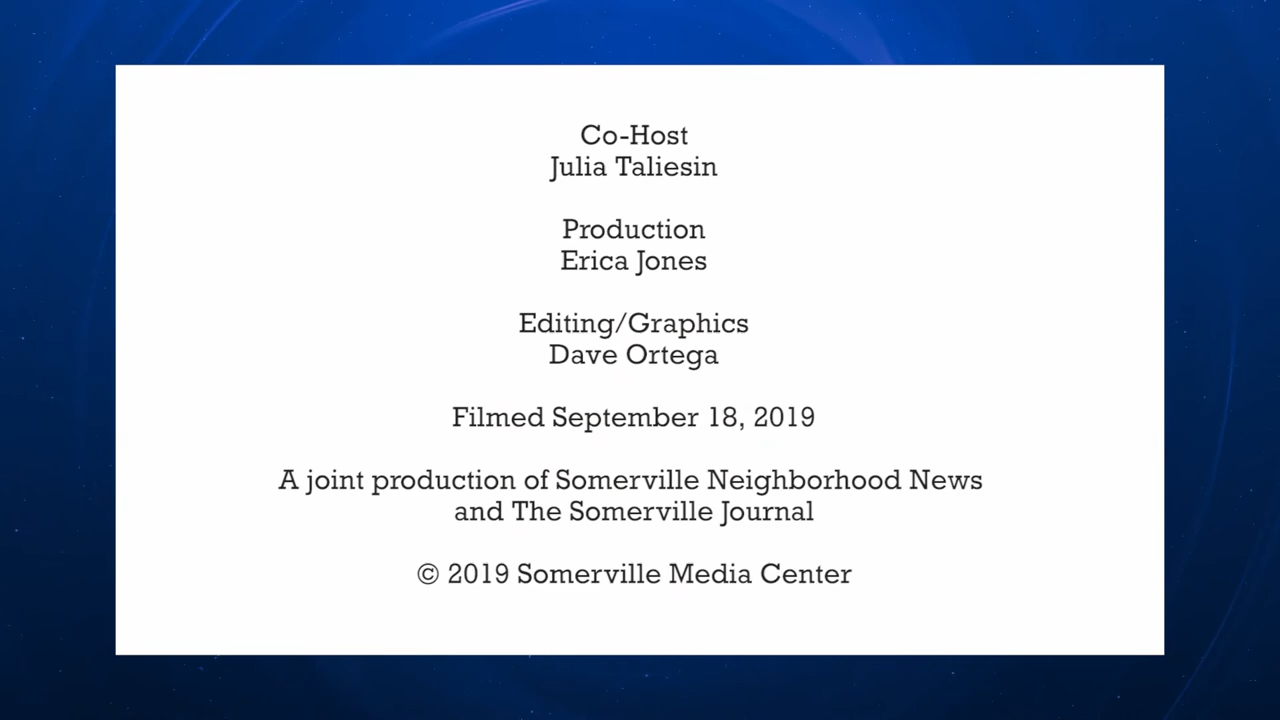 Co-Host
Julia Taliesin
Production
Erica Jones
Editing/Graphics
Dave Ortega
Filmed September 18, 2019
A joint production of Somerville Neighborhood News
and The Somerville Journal
© 2019 Somerville Media Center